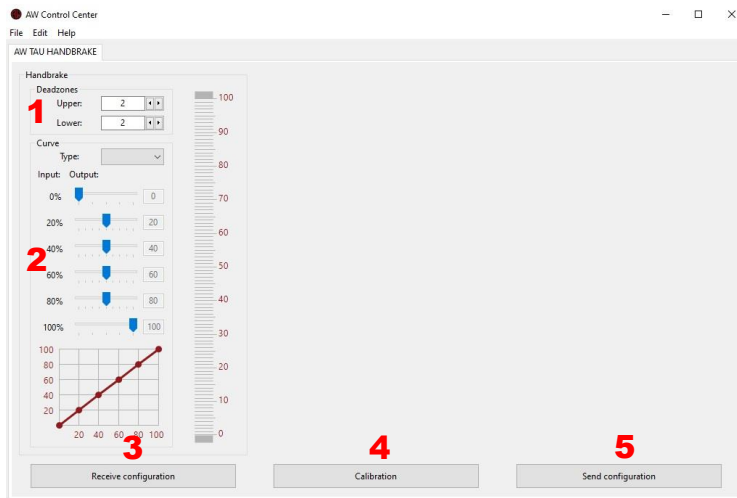 AW Control Center
File Edit Help
AW TAU HANDBRAKE
Handbrake
Deadzones
1
Upper: 2
Lower: 2
Curve
Type:
Input: Output:
0% 0
20% 20
2
40% 40
60% 60
80% 80
100% 100
100
80
60
40
20
20 40 60 80 100
100
90
80
70
60
50
40
30
20
10
0
3
4
5
Receive configuration
Calibration
Send configuration